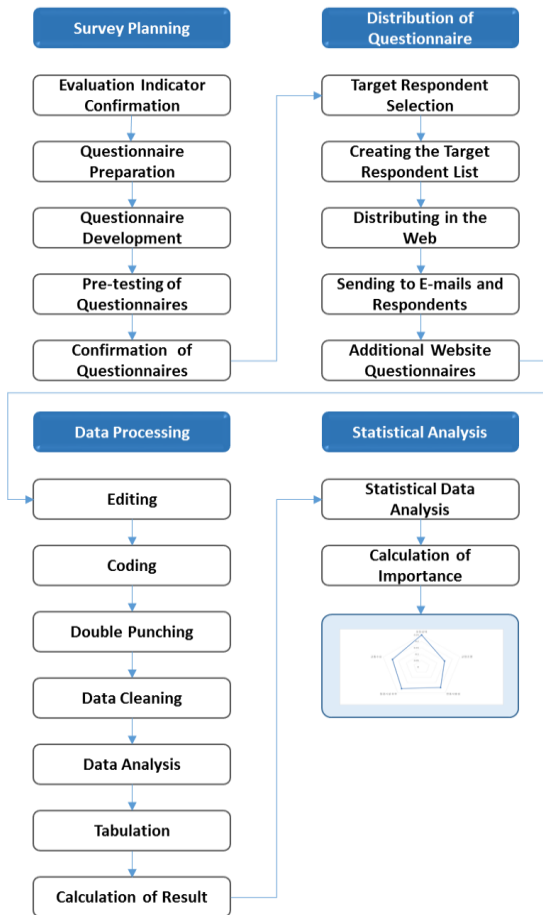 Survey Planning
Evaluation Indicator
Confirmation
Questionnaire
Preparation
Questionnaire
Development
Pre-testing of
Questionnaires
Confirmation of
Questionnaires
Distribution of
Questionnaire
Target Respondent
Selection
Creating the Target
Respondent List
Distributing in the
Web
Sending to E-mails and
Respondents
Additional Website
Questionnaires
Data Processing
Editing
Coding
Double Punching
Data Cleaning
Data Analysis
Tabulation
Calculation of Result
Statistical Analysis
Statistical Data
Analysis
Calculation of
Importance